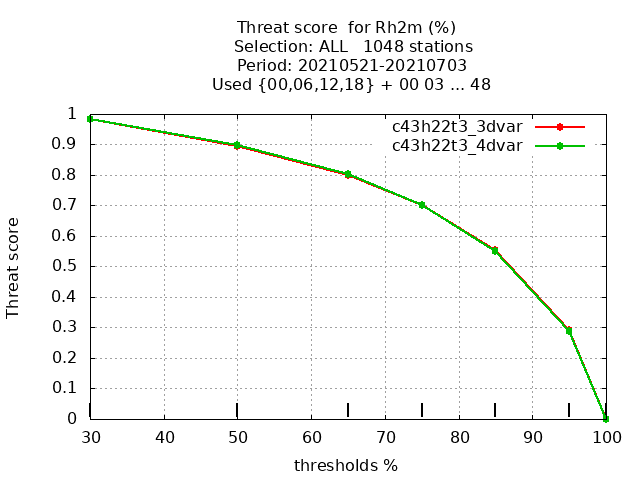 Threat score  for Rh2m (%)
Selection: ALL   1048 stations
Period: 20210521-20210703
Used {00,06,12,18} + 00 03 ... 48
c43h22t3_3dvar
c43h22t3_4dvar
Threat score
1
0.9
0.8
0.7
0.6
0.5
0.4
0.3
0.2
0.1
0
30 40 50 60 70 80 90 100
thresholds %